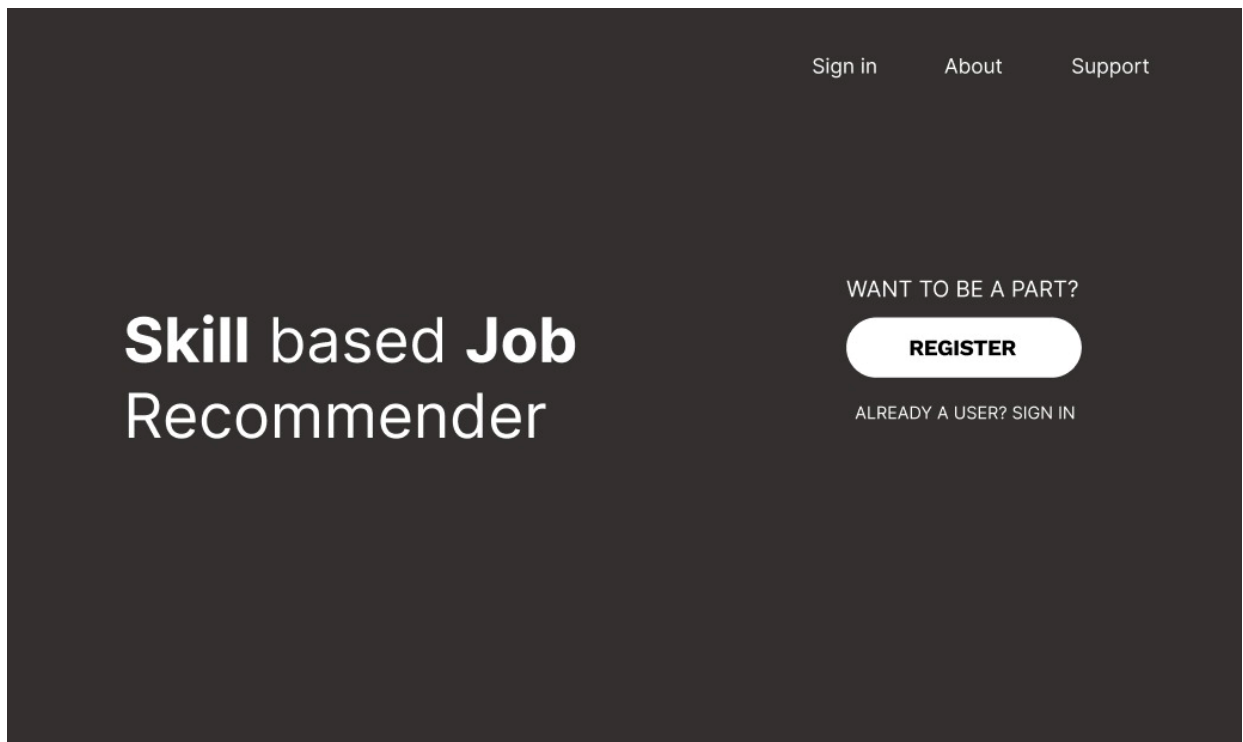 Sign in About Support
WANT TO BE A PART?
Skill based Job
Recommender
REGISTER
ALREADY A USER? SIGN IN